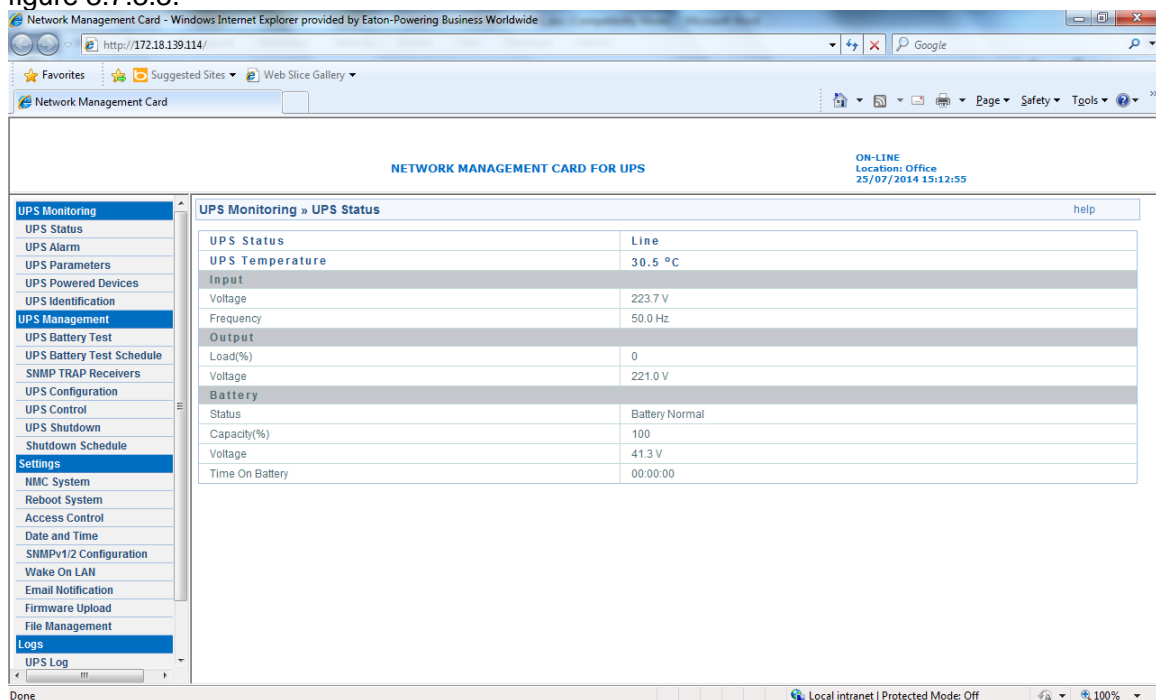 Network Management Card - Windows Internet Explorer provided by Eaton-Powering Business Worldwide
http://172.18.139.114/
Google
Favorites Suggested Sites Web Slice Gallery
Network Management Card
Page Safety Tools
NETWORK MANAGEMENT CARD FOR UPS
ON-LINE
Location: Office
25/07/2014 15:12:55
UPS Monitoring
UPS Status
UPS Alarm
UPS Parameters
UPS Powered Devices
UPS Identification
UPS Management
UPS Battery Test
UPS Battery Test Schedule
SNMP TRAP Receivers
UPS Configuration
UPS Control
UPS Shutdown
Shutdown Schedule
Settings
NMC System
Reboot System
Access Control
Date and Time
SNMPv1/2 Configuration
Wake On LAN
Email Notification
Firmware Upload
File Management
Logs
UPS Log
UPS Monitoring » UPS Status help
UPS Status Line
UPS Temperature 30.5 ºC
Input
Voltage 223.7 V
Frequency 50.0 Hz
Output
Load(%) 0
Voltage 221.0 V
Battery
Status Battery Normal
Capacity(%) 100
Voltage 41.3 V
Time On Battery 00:00:00
Done Local intranet | Protected Mode: Off 100%